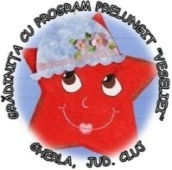 GRĂDINIȚA CU PROGRAM PRELUNGIT "VESELIEI"
GHERLA, JUD. CLUJ